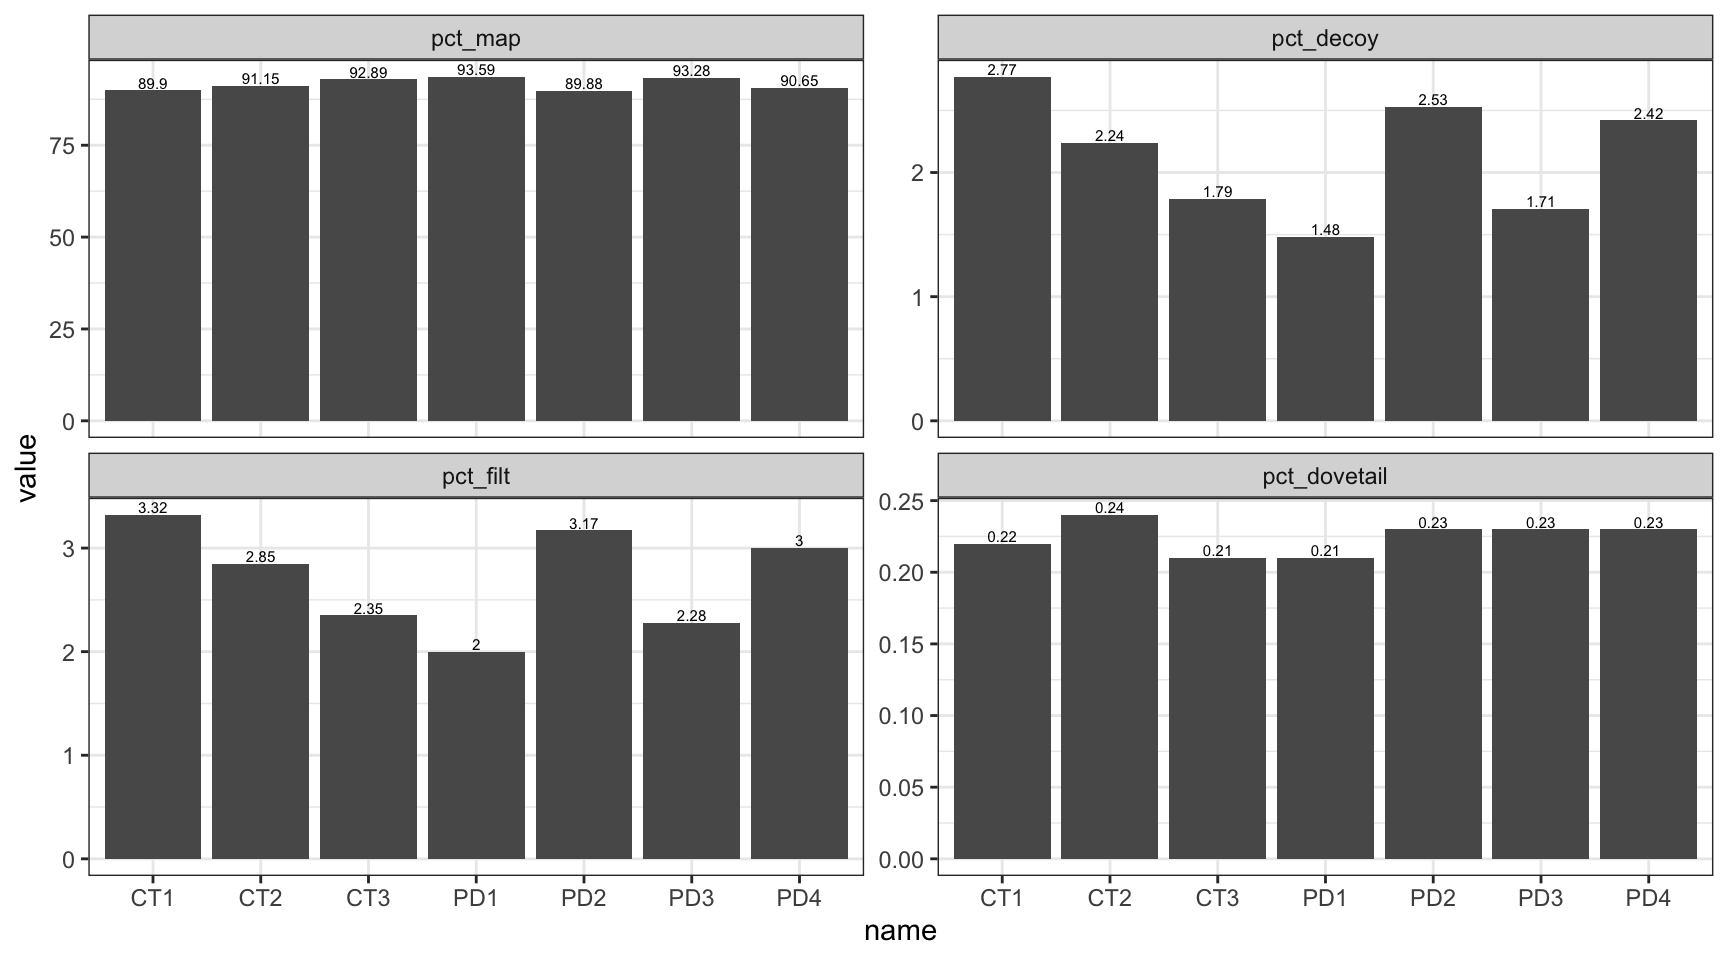 pct_map
89.9 91.15 92.89 93.59 89.88 93.28 90.65
75
50
25
0
pct_decoy
2.77 2.24 1.79 1.48 2.53 1.71 2.42
2
1
0
value
pct_filt
3.32 2.85 2.35 2 3.17 2.28 3
3
2
1
0
CT1 CT2 CT3 PD1 PD2 PD3 PD4
pct_dovetail
0.22 0.24 0.21 0.21 0.23 0.23 0.23
0.25
0.20
0.15
0.10
0.05
0.00
CT1 CT2 CT3 PD1 PD2 PD3 PD4
name